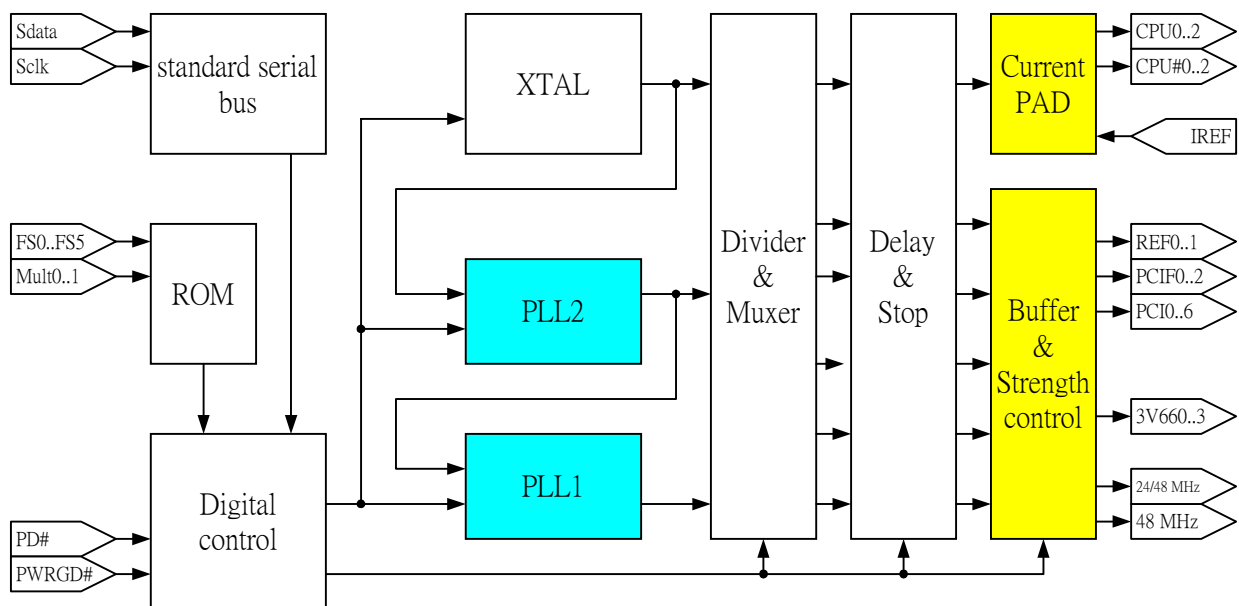 Sdata
Sclk
standard serial
bus
XTAL
Current
PAD
CPU0..2
CPU#0..2
IREF
FS0..FS5
Mult0..1
ROM
PLL2
Divider
&
Muxer
Delay
&
Stop
Buffer
&
Strength
control
REF0..1
PCIF0..2
PCI0..6
3V660..3
PLL1
Digital
control
24/48 MHz
48 MHz
PD#
PWRGD#